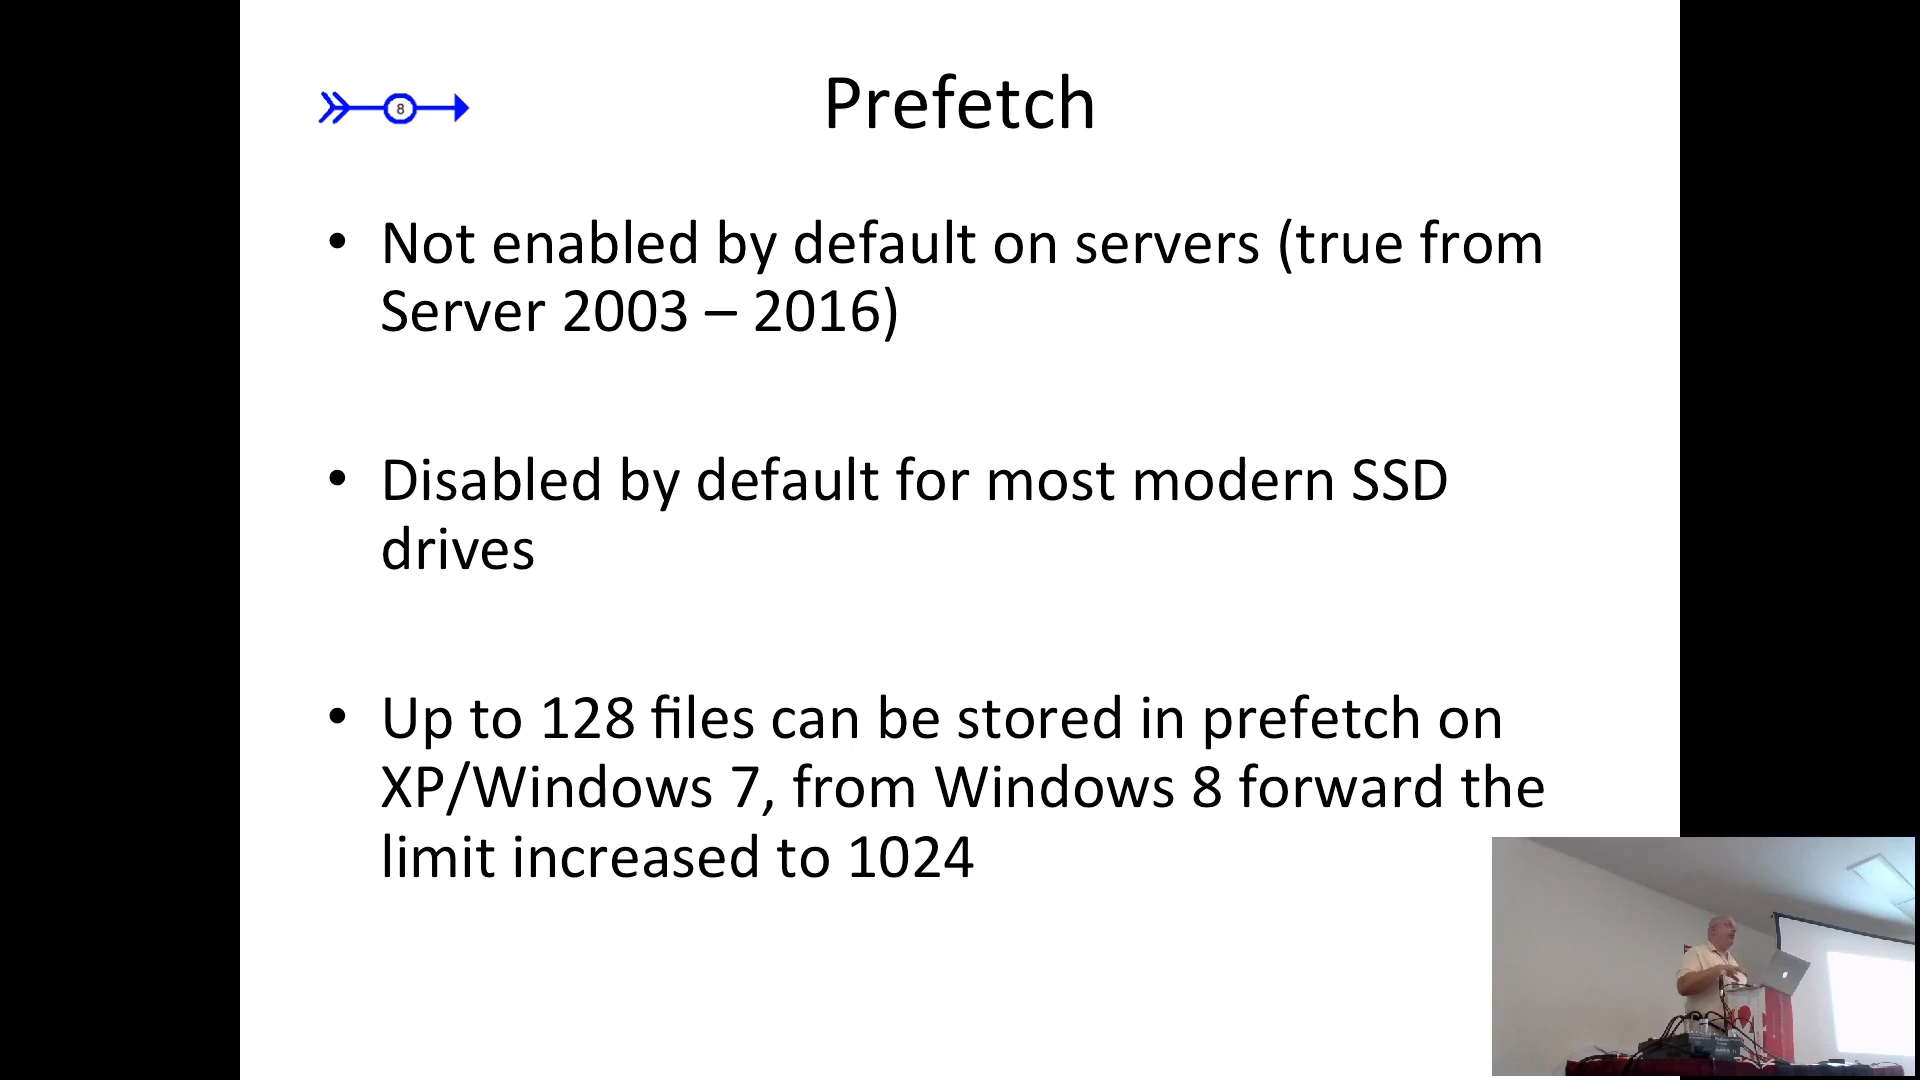 8
Prefetch
• Not enabled by default on servers (true from
Server 2003 – 2016)
• Disabled by default for most modern SSD
drives
• Up to 128 files can be stored in prefetch on
XP/Windows 7, from Windows 8 forward the
limit increased to 1024